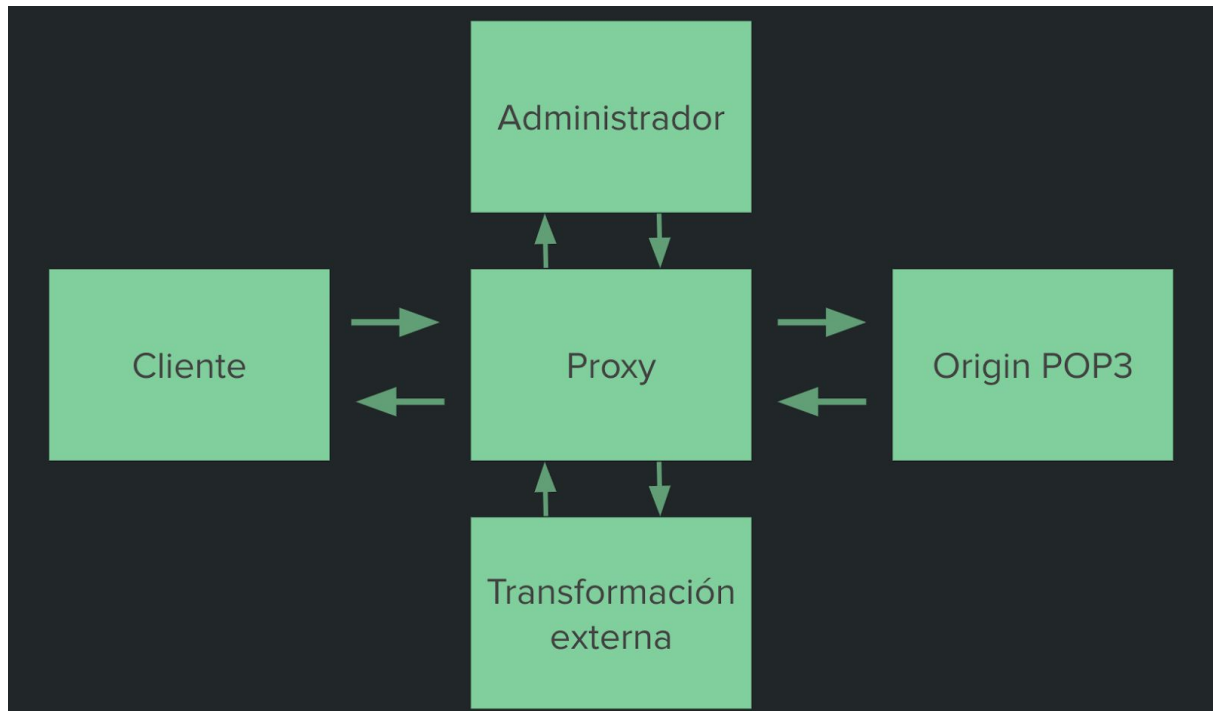 Administrador
Cliente
Proxy
Origin POP3
Transformación
externa